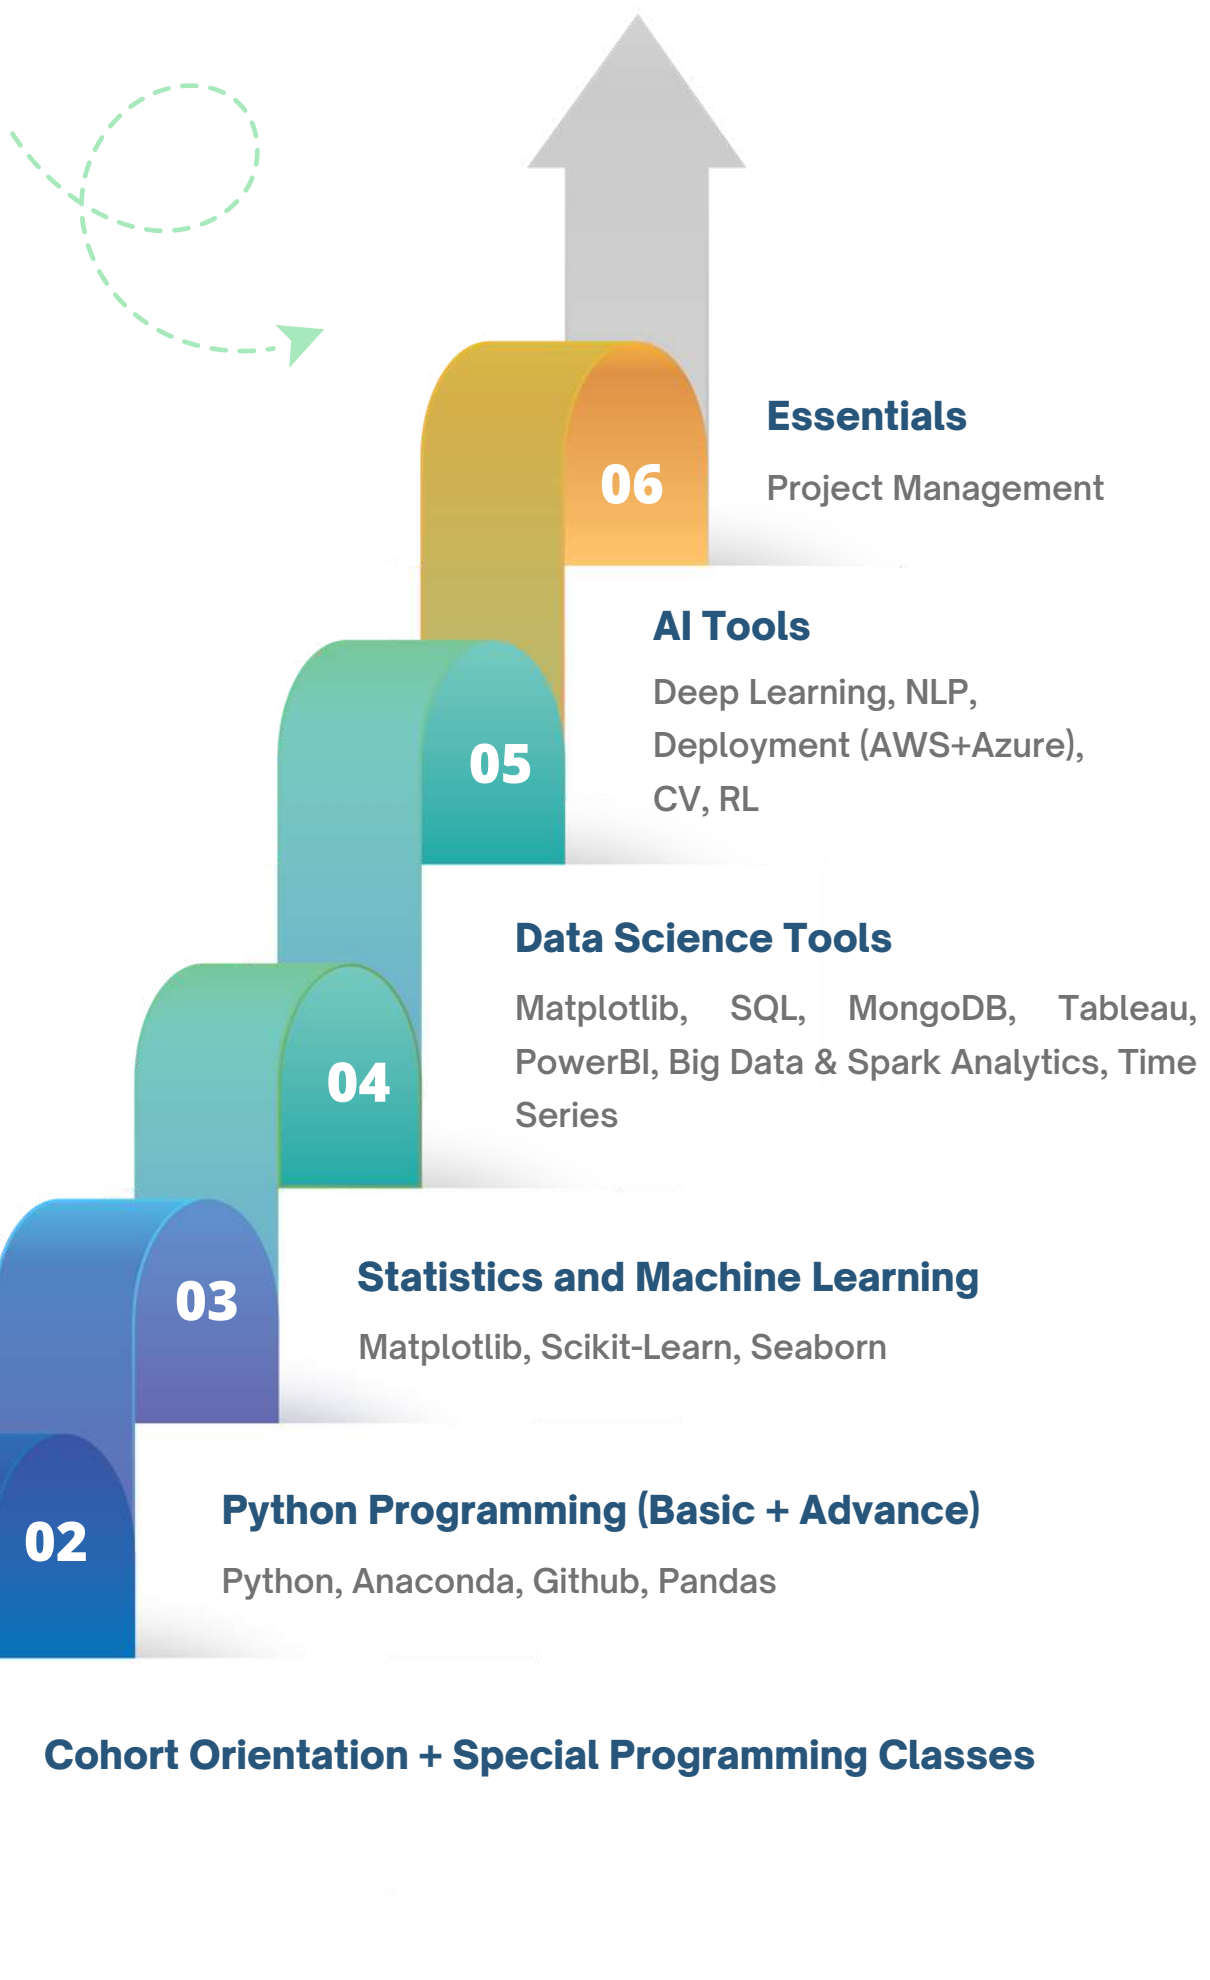 06
Essentials
Project Management
05
AI Tools
Deep Learning, NLP,
Deployment (AWS+Azure),
CV, RL
04
Data Science Tools
Matplotlib, SQL, MongoDB, Tableau,
PowerBI, Big Data & Spark Analytics, Time
Series
03
Statistics and Machine Learning
Matplotlib, Scikit-Learn, Seaborn
02
Python Programming (Basic + Advance)
Python, Anaconda, Github, Pandas
Cohort Orientation + Special Programming Classes